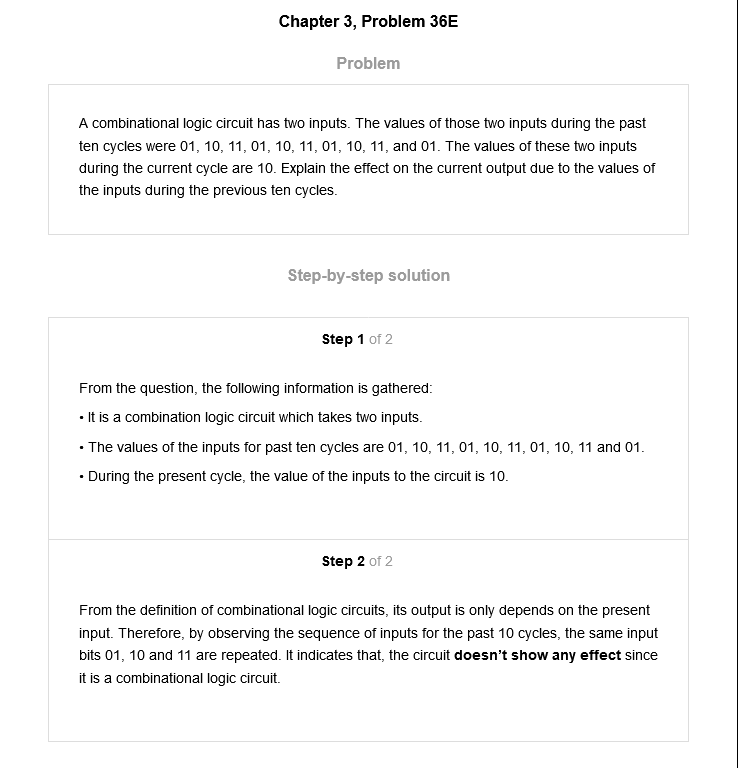 Chapter 3, Problem 36E
Problem
A combinational logic circuit has two inputs. The values of those two inputs during the past
ten cycles were 01, 10, 11, 01, 10, 11, 01, 10, 11, and 01. The values of these two inputs
during the current cycle are 10. Explain the effect on the current output due to the values of
the inputs during the previous ten cycles.
Step-by-step solution
Step 1 of 2
From the question, the following information is gathered:
• It is a combination logic circuit which takes two inputs.
• The values of the inputs for past ten cycles are 01, 10, 11, 01, 10, 11, 01, 10, 11 and 01.
• During the present cycle, the value of the inputs to the circuit is 10.
Step 2 of 2
From the definition of combinational logic circuits, its output is only depends on the present
input. Therefore, by observing the sequence of inputs for the past 10 cycles, the same input
bits 01, 10 and 11 are repeated. It indicates that, the circuit doesn't show any effect since
it is a combinational logic circuit.